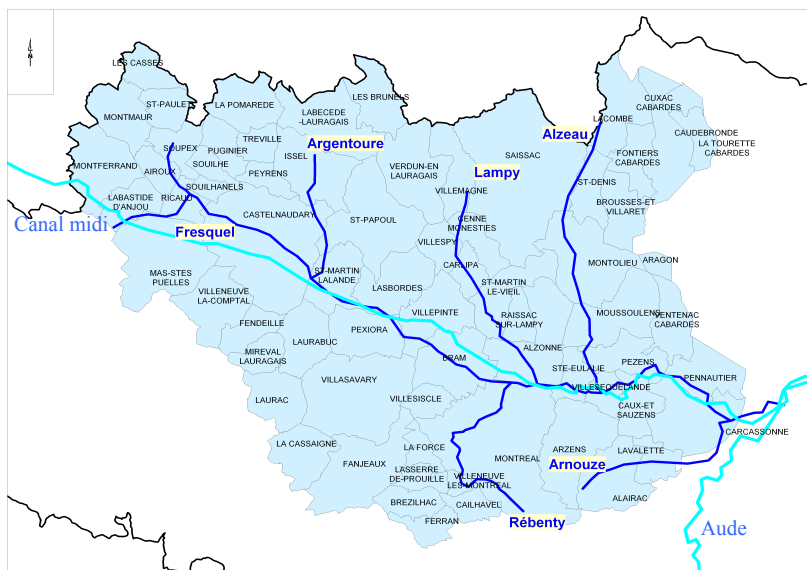 LES CASSES
ST-PAULE
LA POMAREDE
LES BRUNELS
LABECEDE
-LAURAGAIS
MONTMAUR
CUXAC
CABARDES
LACOMBE
CAUDEBRONDE
LA TOURETTE
CABARDES
Alzeau
Argentoure
TREVILLE
SOUPEX
PUGINIER
ISSEL
SAISSAC
FONTIERS
CABARDES
MONTFERRAND
AIROUX
SOUILHE
PEYRENS
VERDUN-EN
LAURAGAIS
Lampy
ST-DENIS
SOUILHANELS
VILLEMAGNE
LABASTIDE
D'ANJOU
RICAUD
BROUSSES-ET
VILLARET
CASTELNAUDARY
ST-PAPOUL
CENNE
MONESTIES
Canal midi
Fresquel
VILLESPY
MAS-STES
PUELLES
ST-MARTIN
LALANDE
CARLIPA
MONTOLIEU
ARAGON
VILLENEUVE
LA-COMPTAL
LASBORDES
ST-MARTIN
LE-VIEIL
FENDEILLE
PEXIORA
VILLEPINTE
RAISSAC
SUR-LAMPY
MOUSSOULENS
VENTENAC
CABARDES
LAURABUC
MIREVAL
LAURAGAIS
BRAM
ALZONNE
STE-EULALIE
PEZENS
VILLASAVARY
VILLESEQUELANDE
PENNAUTIER
LAURAC
VILLESISCLE
CAUX-ET
SAUZENS
CARCASSONNE
LA CASSAIGNE
LA FORCE
MONTREAL
ARZENS
LAVALETTE
FANJEAUX
LASSERRE
DE-PROUILLE
VILLENEUVE
LES MONTREAL
Arnouze
BREZILHAC
CAILHAVEL
ALAIRAC
FERRAN
Rébenty
Aude